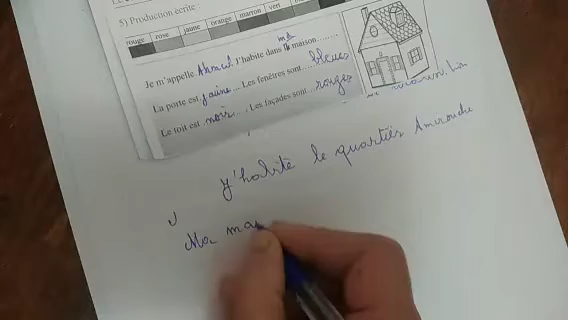 5) Production écrite
rouge rose jaune orange marron vert
Je m'appelle Ahmed. J'habite dans ma maison
La porte est jaune. Les fenêtres sont bleues
Le toit est noir. Les façades sont rouges
y'habite le quartiés Amirouche
Ma ma